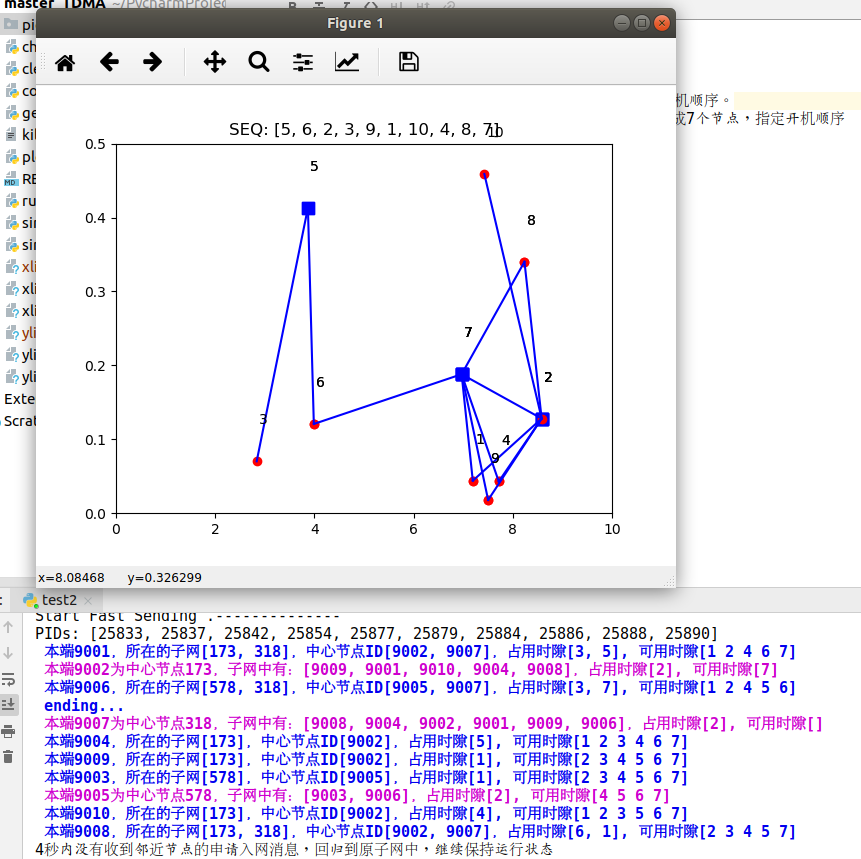 master_TDMA ~/PycharmProjec
Figure 1
pi
ch
cle
co
ge
kil
pl
RE
ru
sir
sir
xli
xli
xli
yli
yli
yli
Exte
Scrat
机顺序。
成7个节点，指定开机顺序
SEQ: [5, 6, 2, 3, 9, 1, 10, 4, 8, 7]
10
0.5
0.4
0.3
0.2
0.1
0.0
5
8
7
6
2
3
1
4
9
0
2
4
6
8
10
x=8.08468 y=0.326299
test2
Start Fast Sending .--------------
PIDs: [25833, 25837, 25842, 25854, 25877, 25879, 25884, 25886, 25888, 25890]
本端9001，所在的子网[173, 318]，中心节点ID[9002, 9007]，占用时隙[3, 5]，可用时隙[1 2 4 6 7]
本端9002为中心节点173，子网中有：[9009, 9001, 9010, 9004, 9008]，占用时隙[2]，可用时隙[7]
本端9006，所在的子网[578, 318]，中心节点ID[9005, 9007]，占用时隙[3, 7]，可用时隙[1 2 4 5 6]
ending...
本端9007为中心节点318，子网中有：[9008, 9004, 9002, 9001, 9009, 9006]，占用时隙[2]，可用时隙[]
本端9004，所在的子网[173]，中心节点ID[9002]，占用时隙[5]，可用时隙[1 2 3 4 6 7]
本端9009，所在的子网[173]，中心节点ID[9002]，占用时隙[1]，可用时隙[2 3 4 5 6 7]
本端9003，所在的子网[578]，中心节点ID[9005]，占用时隙[1]，可用时隙[2 3 4 5 6 7]
本端9005为中心节点578，子网中有：[9003, 9006]，占用时隙[2]，可用时隙[4 5 6 7]
本端9010，所在的子网[173]，中心节点ID[9002]，占用时隙[4]，可用时隙[1 2 3 5 6 7]
本端9008，所在的子网[173, 318]，中心节点ID[9002, 9007]，占用时隙[6, 1]，可用时隙[2 3 4 5 7]
4秒内没有收到邻近节点的申请入网消息，回归到原子网中，继续保持运行状态